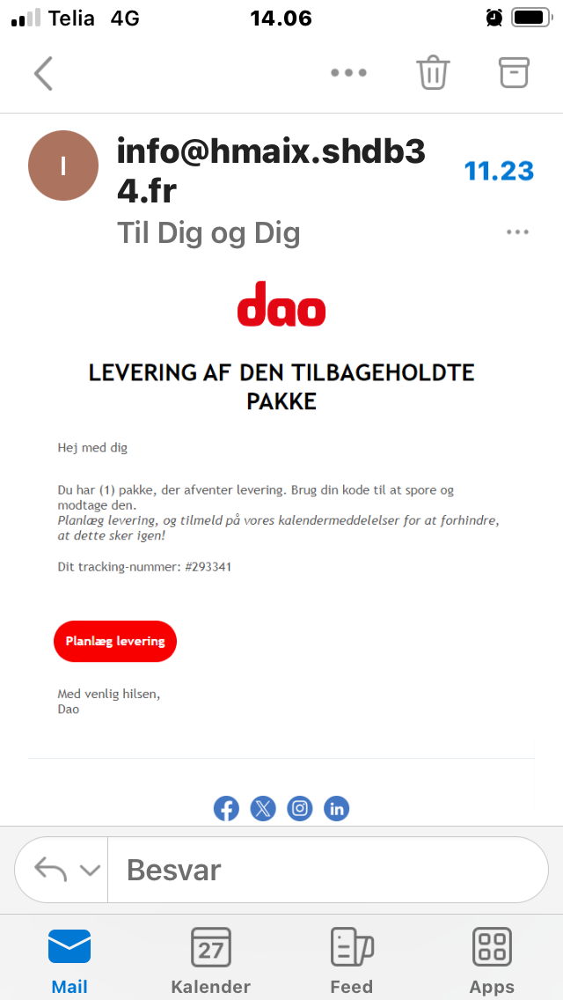 Telia 4G 14.06
I
info@hmaix.shdb3
4.fr
11.23
Til Dig og Dig
dao
LEVERING AF DEN TILBAGEHOLDTE
PAKKE
Hej med dig
Du har (1) pakke, der afventer levering. Brug din kode til at spore og
modtage den.
Planlæg levering, og tilmeld på vores kalendermeddelelser for at forhindre,
at dette sker igen!
Dit tracking-nummer: #293341
Planlæg levering
Med venlig hilsen,
Dao
Besvar
27
Mail Kalender Feed Apps